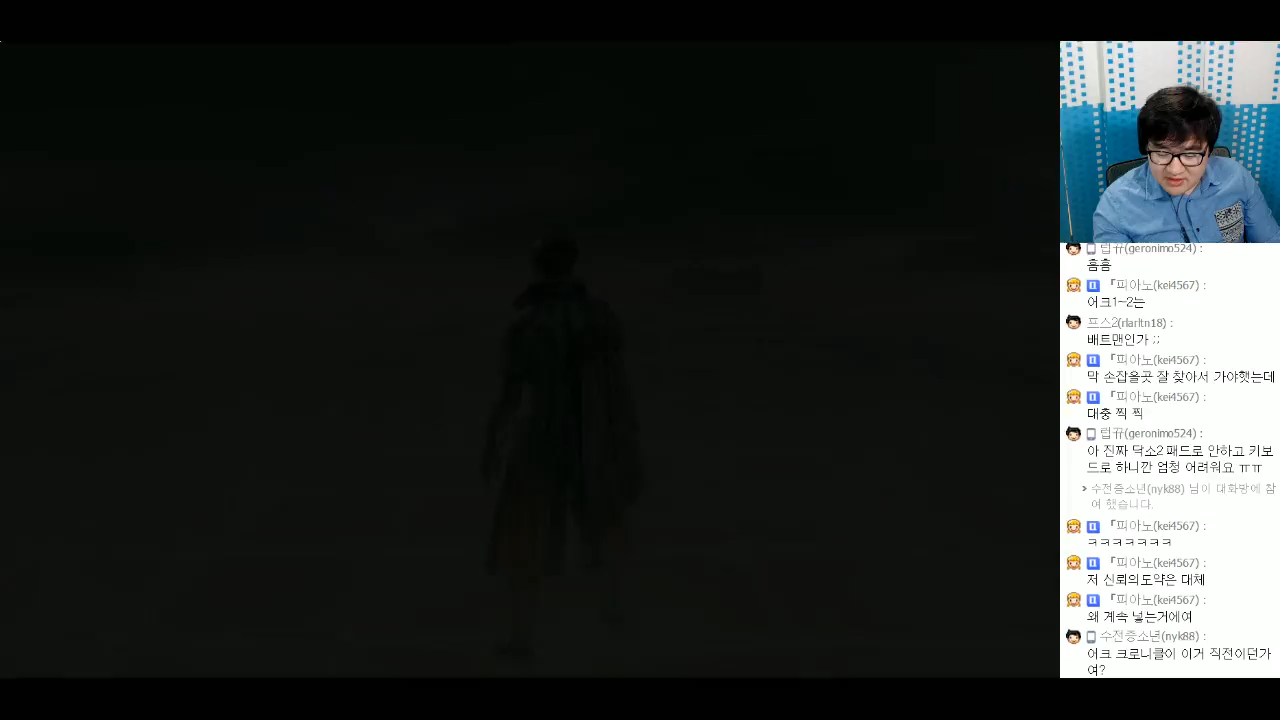 럽뀨(geronimo524) :
흠흠
『피아노(kei4567) :
어크1~2는
프스2(rlarltn18) :
배트맨인가 ;;
『피아노(kei4567) :
막 손잡을곳 잘 찾아서 가야햇는데
『피아노(kei4567) :
대충 찍 찍
럽뀨(geronimo524) :
아 진짜 닥소2 패드로 안하고 키보
드로 하니깐 엄청 어려워요 ㅠㅠ
수전증소년(nyk88) 님이 대화방에 참
여 했습니다.
『피아노(kei4567) :
ㅋㅋㅋㅋㅋㅋㅋ
『피아노(kei4567) :
저 신뢰의도약은 대체
『피아노(kei4567) :
왜 계속 넣는거에여
수전증소년(nyk88) :
어크 크로니클이 이거 직전이던가
여?